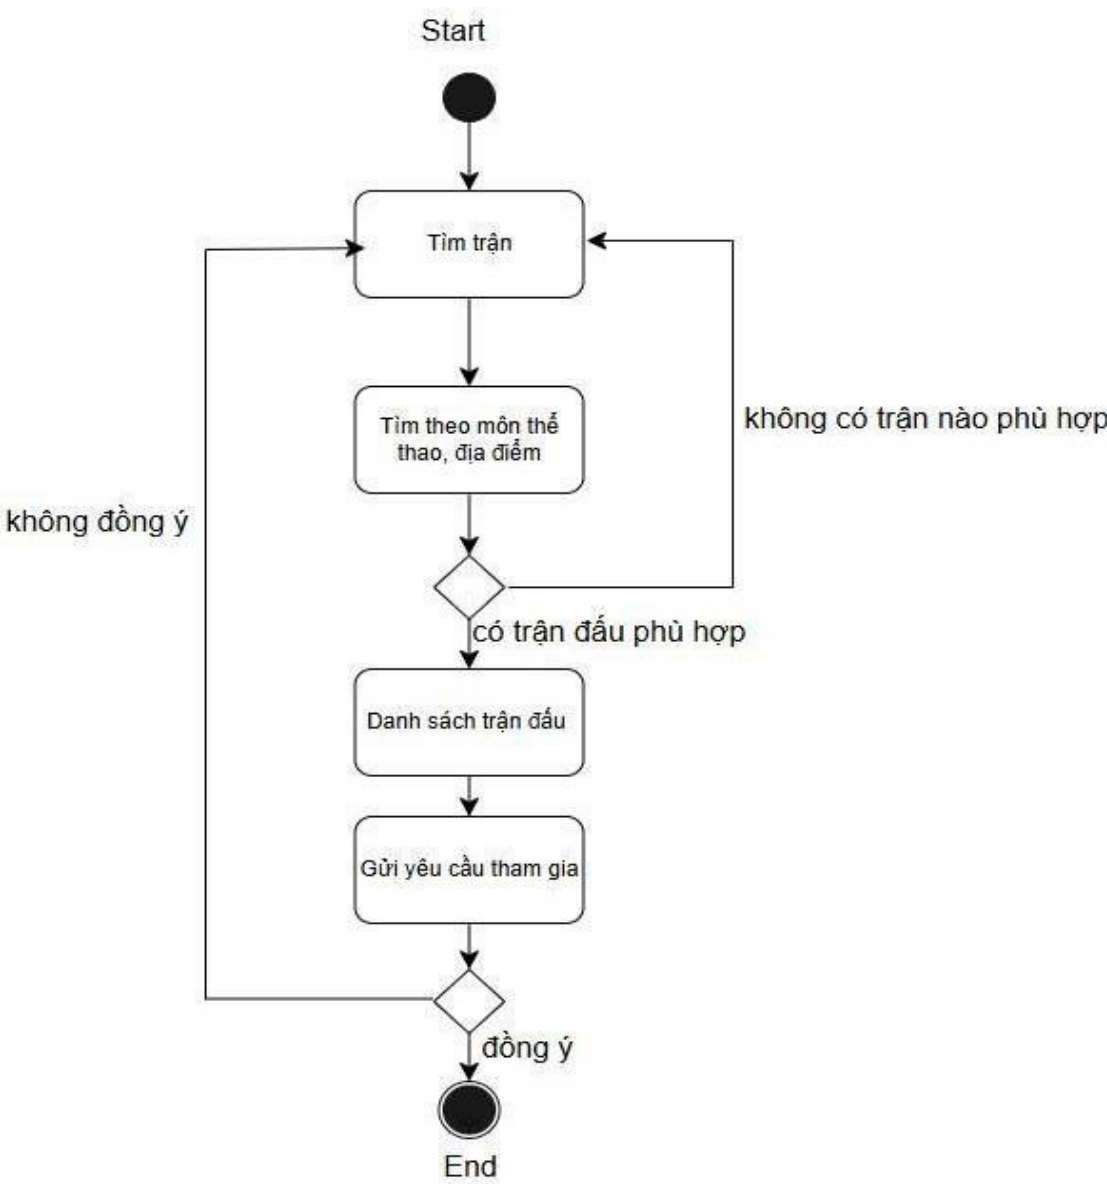 Start
Tìm trận
Tìm theo môn thể
thao, địa điểm
không có trận nào phù hợp
không đồng ý
có trận đấu phù hợp
Danh sách trận đấu
Gửi yêu cầu tham gia
đồng ý
End